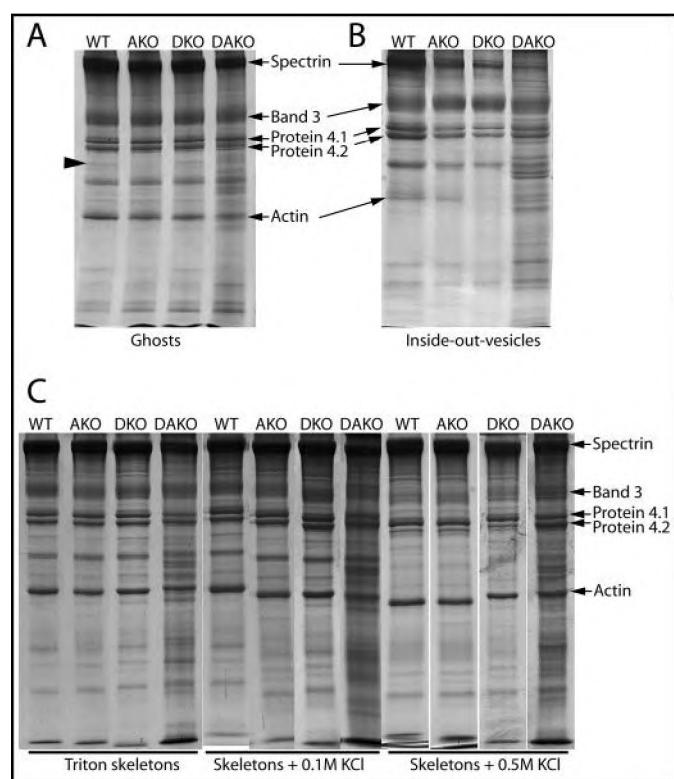 A
B
WT AKO DKO DAKO
WT AKO DKO DAKO
Spectrin
Band 3
Protein 4.1
Protein 4.2
Actin
Ghosts
Inside-out-vesicles
C
WT AKO DKO DAKO WT AKO DKO DAKO WT AKO DKO DAKO
Spectrin
Band 3
Protein 4.1
Protein 4.2
Actin
Triton skeletons
Skeletons + 0.1M KCl
Skeletons + 0.5M KCl